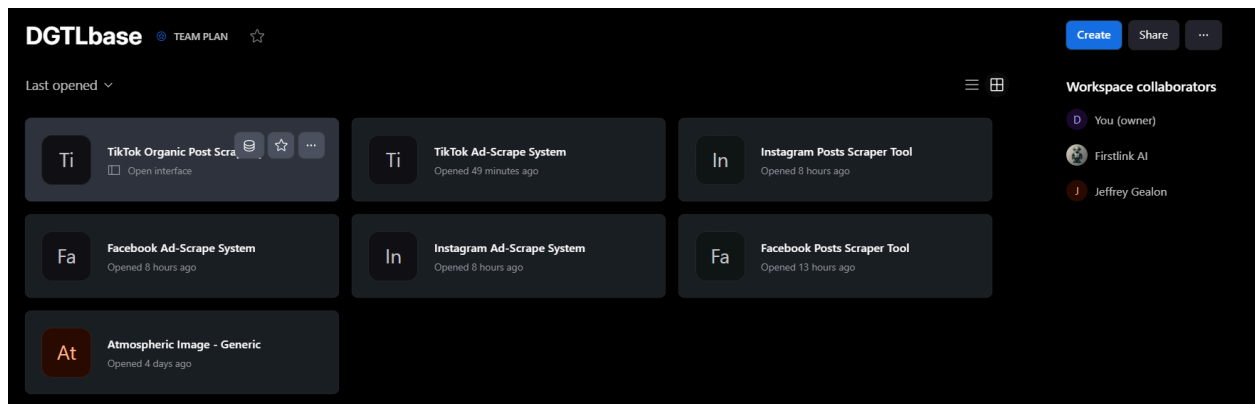 DGTLbase TEAM PLAN
Create Share ...
Last opened
Workspace collaborators
D You (owner)
Firstlink AI
J Jeffrey Gealon
Ti TikTok Organic Post Scra
Open interface
Ti TikTok Ad-Scrape System
Opened 49 minutes ago
In Instagram Posts Scraper Tool
Opened 8 hours ago
Fa Facebook Ad-Scrape System
Opened 8 hours ago
In Instagram Ad-Scrape System
Opened 8 hours ago
Fa Facebook Posts Scraper Tool
Opened 13 hours ago
At Atmospheric Image - Generic
Opened 4 days ago